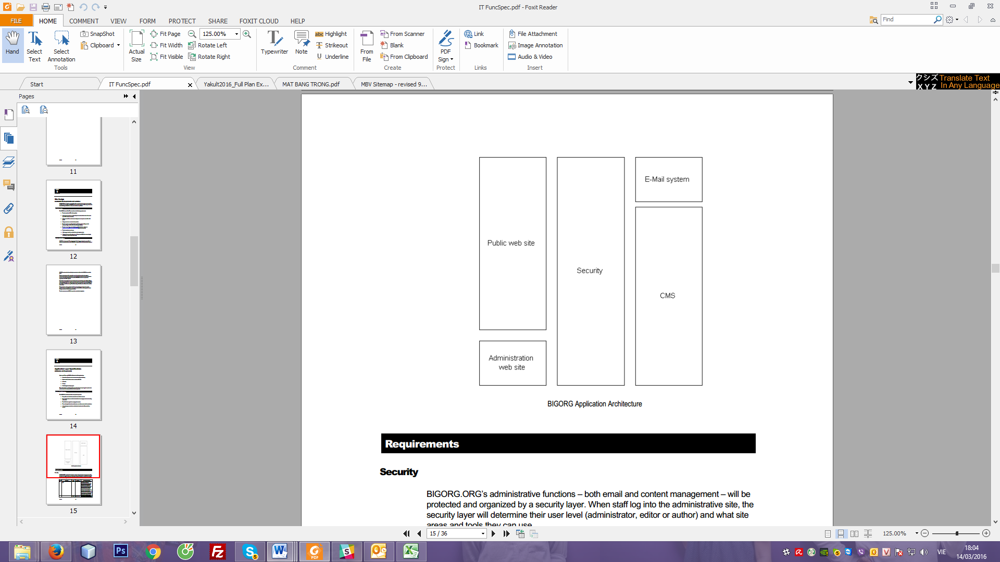 IT FuncSpec.pdf - Foxit Reader
FILE HOME COMMENT VIEW FORM PROTECT SHARE FOXIT CLOUD HELP
Find
Hand
Select Text
Select Annotation
SnapShot
Clipboard
Tools
Actual Size
Fit Page
Fit Width
Fit Visible
125.00%
Rotate Left
Rotate Right
View
Typewriter
Note
abc Highlight
Strikeout
U Underline
Comment
From File
From Scanner
Blank
From Clipboard
Create
PDF Sign
Protect
Link
Bookmark
Links
File Attachment
Image Annotation
Audio & Video
Insert
Start
IT FuncSpec.pdf
Yakult2016_Full Plan Ex...
MAT BANG TRONG.pdf
MBV Sitemap - revised 9...
クシズ Translate Text
X Y Z In Any Language
Pages
11
12
13
14
15
Public web site
Administration
web site
Security
E-Mail system
CMS
BIGORG Application Architecture
Requirements
Security
BIGORG.ORG’s administrative functions – both email and content management – will be
protected and organized by a security layer. When staff log into the administrative site, the
security layer will determine their user level (administrator, editor or author) and what site
areas and tools they can use
15 / 36
125.00%
VIE
18:04
14/03/2016